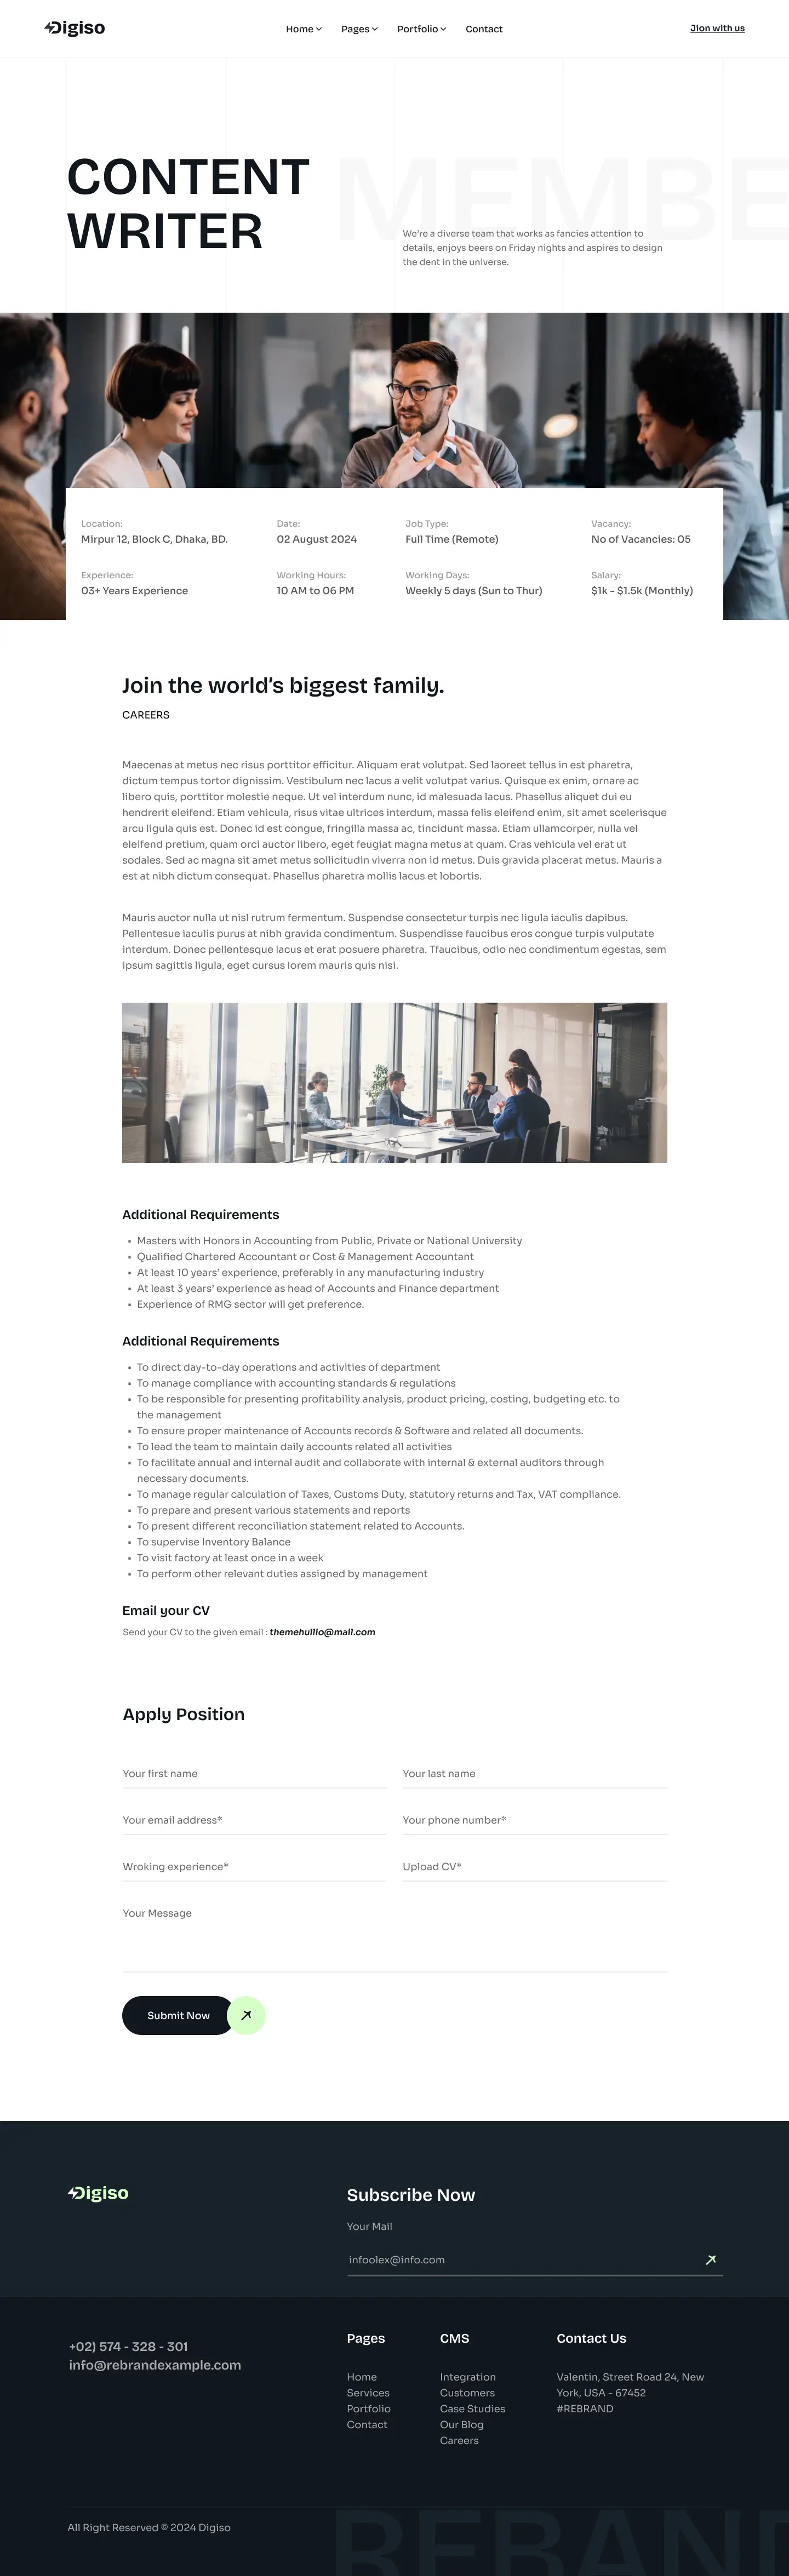 Digiso
Home
Pages
Portfolio
Contact
Jion with us
MEMBE
CONTENT
WRITER
We're a diverse team that works as fancies attention to
details, enjoys beers on Friday nights and aspires to design
the dent in the universe.
Location:
Mirpur 12, Block C, Dhaka, BD.
Date:
02 August 2024
Job Type:
Full Time (Remote)
Vacancy:
No of Vacancies: 05
Experience:
03+ Years Experience
Working Hours:
10 AM to 06 PM
Working Days:
Weekly 5 days (Sun to Thur)
Salary:
$1k - $1.5k (Monthly)
Join the world's biggest family.
CAREERS
Maecenas at metus nec risus porttitor efficitur. Aliquam erat volutpat. Sed laoreet tellus in est pharetra,
dictum tempus tortor dignissim. Vestibulum nec lacus a velit volutpat varius. Quisque ex enim, ornare ac
libero quis, porttitor molestie neque. Ut vel interdum nunc, id malesuada lacus. Phasellus aliquet dui eu
hendrerit eleifend. Etiam vehicula, risus vitae ultrices interdum, massa felis eleifend enim, sit amet scelerisque
arcu ligula quis est. Donec id est congue, fringilla massa ac, tincidunt massa. Etiam ullamcorper, nulla vel
eleifend pretium, quam orci auctor libero, eget feugiat magna metus at quam. Cras vehicula vel erat ut
sodales. Sed ac magna sit amet metus sollicitudin viverra non id metus. Duis gravida placerat metus. Mauris a
est at nibh dictum consequat. Phasellus pharetra mollis lacus et lobortis.
Mauris auctor nulla ut nisl rutrum fermentum. Suspendse consectetur turpis nec ligula iaculis dapibus.
Pellentesue iaculis purus at nibh gravida condimentum. Suspendisse faucibus eros congue turpis vulputate
interdum. Donec pellentesque lacus et erat posuere pharetra. Tfaucibus, odio nec condimentum egestas, sem
ipsum sagittis ligula, eget cursus lorem mauris quis nisi.
Additional Requirements
• Masters with Honors in Accounting from Public, Private or National University
• Qualified Chartered Accountant or Cost & Management Accountant
• At least 10 years' experience, preferably in any manufacturing industry
• At least 3 years' experience as head of Accounts and Finance department
• Experience of RMG sector will get preference.
Additional Requirements
• To direct day-to-day operations and activities of department
• To manage compliance with accounting standards & regulations
• To be responsible for presenting profitability analysis, product pricing, costing, budgeting etc. to
the management
• To ensure proper maintenance of Accounts records & Software and related all documents.
• To lead the team to maintain daily accounts related all activities
• To facilitate annual and internal audit and collaborate with internal & external auditors through
necessary documents.
• To manage regular calculation of Taxes, Customs Duty, statutory returns and Tax, VAT compliance.
• To prepare and present various statements and reports
• To present different reconciliation statement related to Accounts.
• To supervise Inventory Balance
• To visit factory at least once in a week
• To perform other relevant duties assigned by management
Email your CV
Send your CV to the given email : themehullio@mail.com
Apply Position
Your first name
Your last name
Your email address*
Your phone number*
Wroking experience*
Upload CV*
Your Message
Submit Now
Digiso
Subscribe Now
Your Mail
infoolex@info.com
+02) 574 - 328 - 301
info@rebrandexample.com
Pages
Home
Services
Portfolio
Contact
CMS
Integration
Customers
Case Studies
Our Blog
Careers
Contact Us
Valentin, Street Road 24, New
York, USA - 67452
#REBRAND
All Right Reserved © 2024 Digiso
REBAND